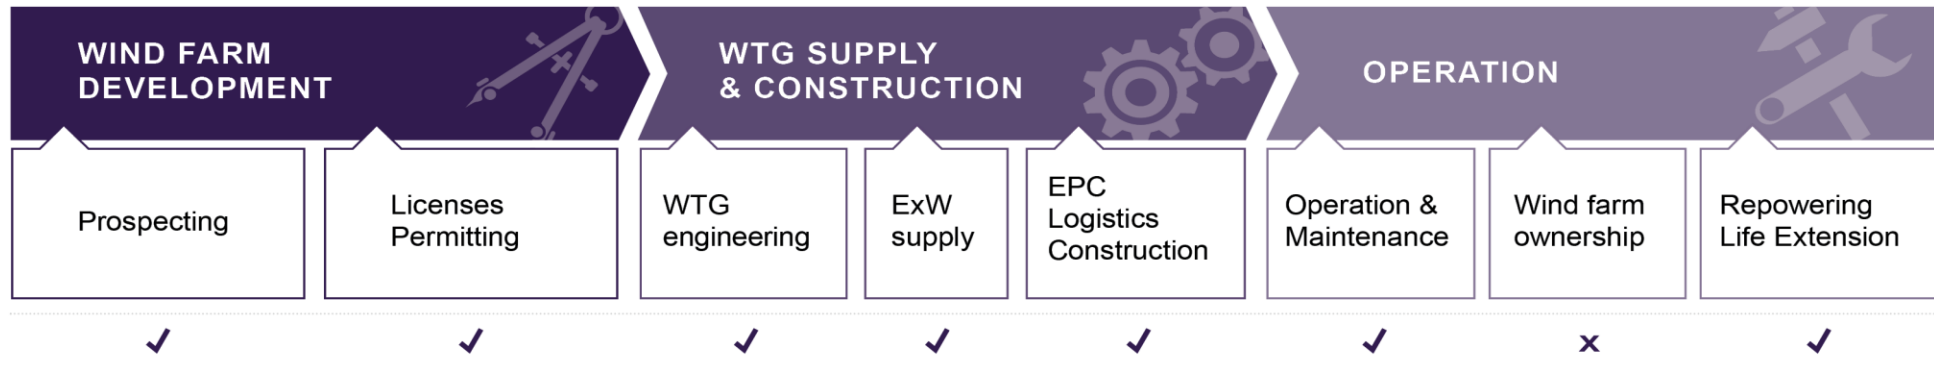 WIND FARM
DEVELOPMENT
WTG SUPPLY
& CONSTRUCTION
OPERATION
Prospecting
Licenses
Permitting
WTG
engineering
ExW
supply
EPC
Logistics
Construction
Operation &
Maintenance
Wind farm
ownership
Repowering
Life Extension